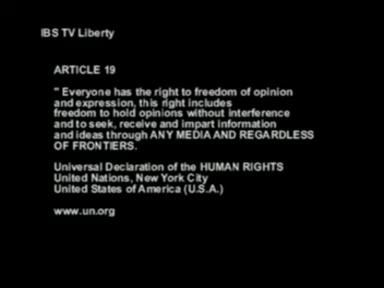 IBS TV Liberty
ARTICLE 19
" Everyone has the right to freedom of opinion
and expression, this right includes
freedom to hold opinions without interference
and to seek, receive and impart information
and ideas through ANY MEDIA AND REGARDLESS
OF FRONTIERS.
Universal Declaration of the HUMAN RIGHTS
United Nations, New York City
United States of America (U.S.A.)
www.un.org